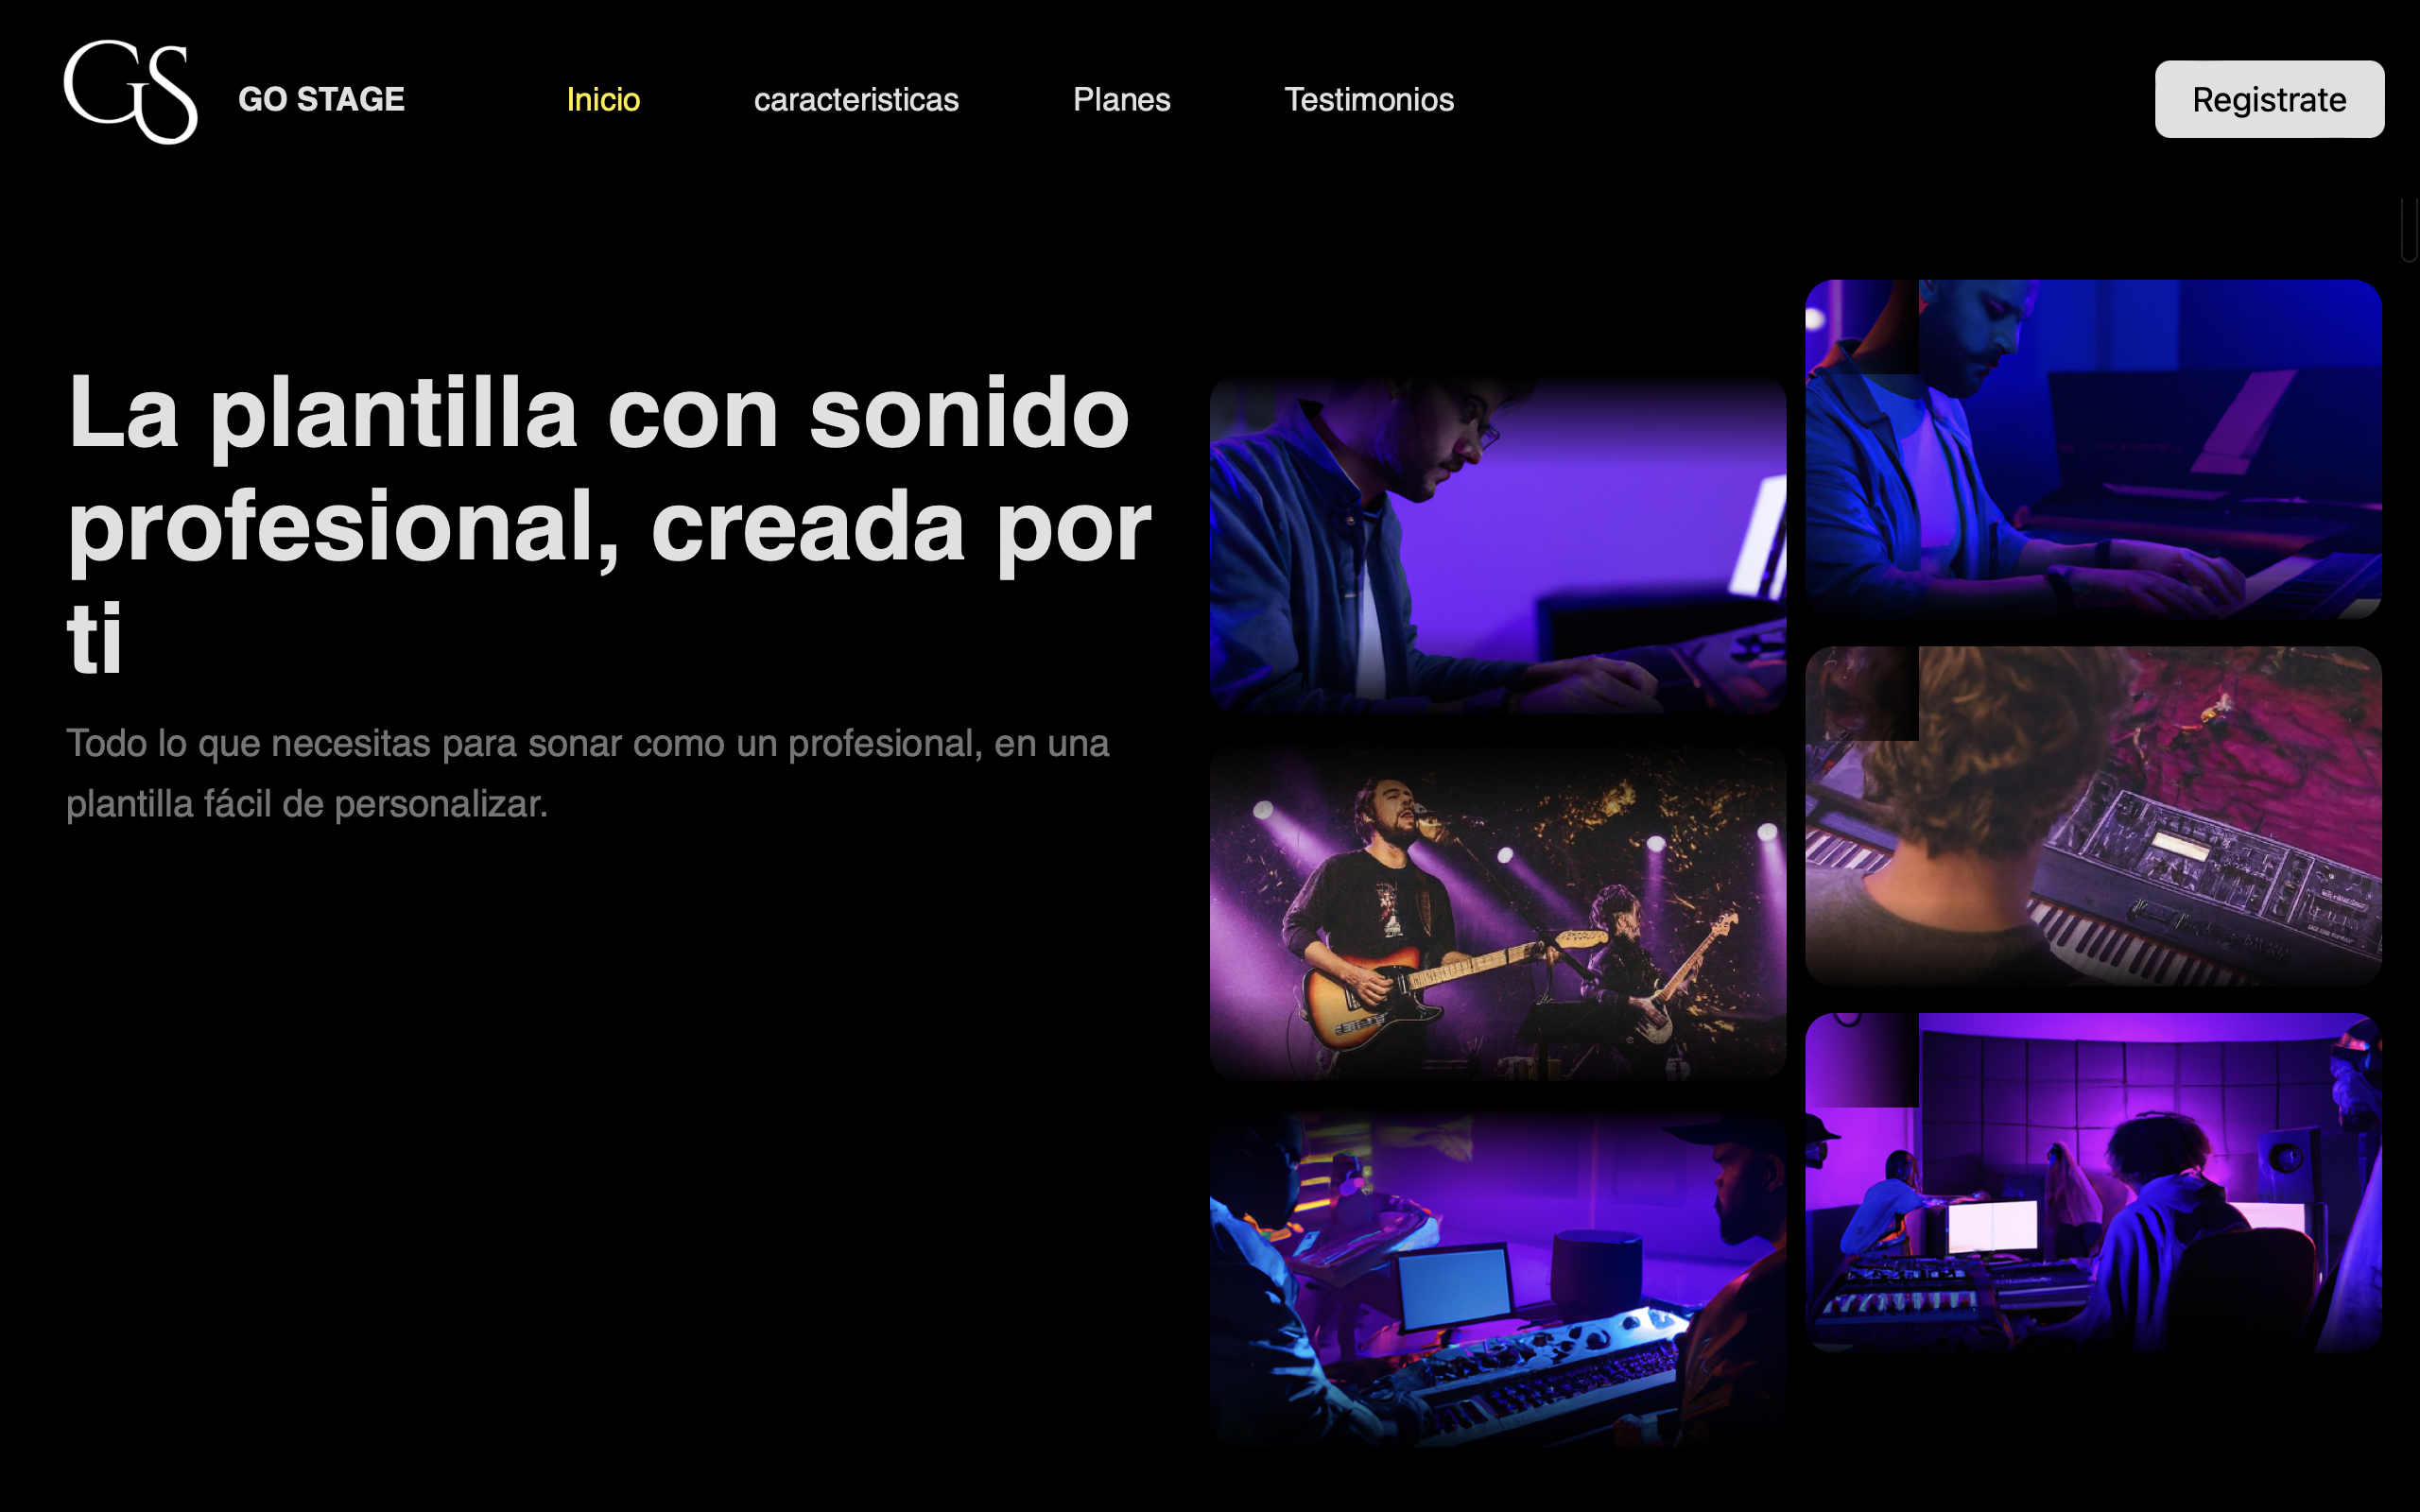 GS
GO STAGE
Inicio
caracteristicas
Planes
Testimonios
Registrate
La plantilla con sonido
profesional, creada por
ti
Todo lo que necesitas para sonar como un profesional, en una
plantilla fácil de personalizar.